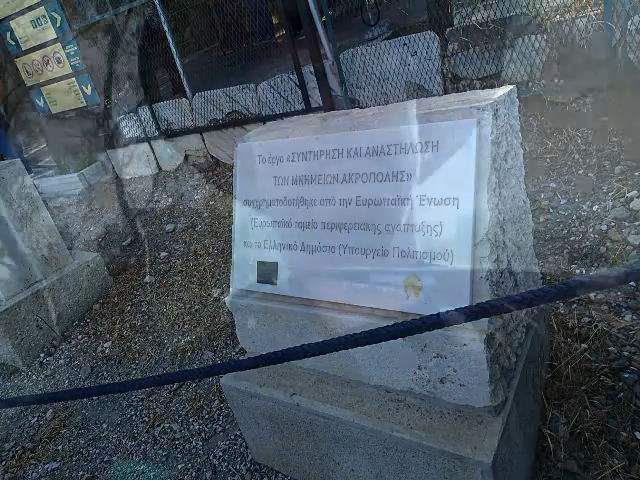 Το έργο «ΣΥΝΤΗΡΗΣΗ ΚΑΙ ΑΝΑΣΤΗΛΩΣΗ
ΤΩΝ ΜΝΗΜΕΙΩΝ ΑΚΡΟΠΟΛΗΣ»
συγχρηματοδοτήθηκε από την Ευρωπαϊκή Ένωση
(Ευρωπαϊκό ταμείο περιφερειακής ανάπτυξης)
και το Ελληνικό Δημόσιο (Υπουργείο Πολιτισμού)